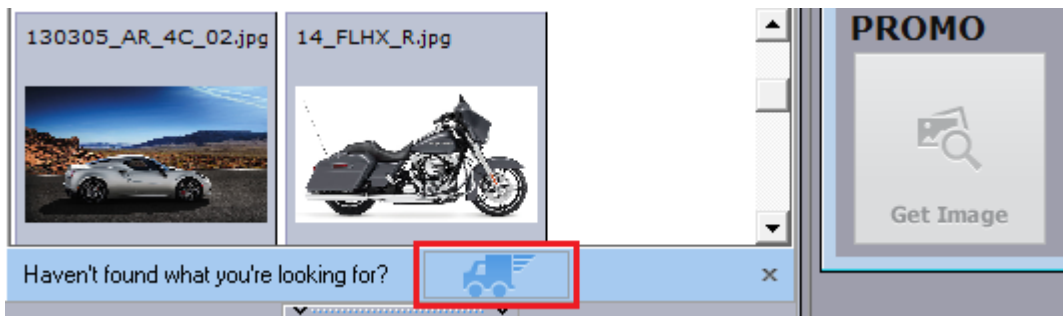 130305_AR_4C_02.jpg
14_FLHX_R.jpg
PROMO
Get Image
Haven't found what you're looking for?